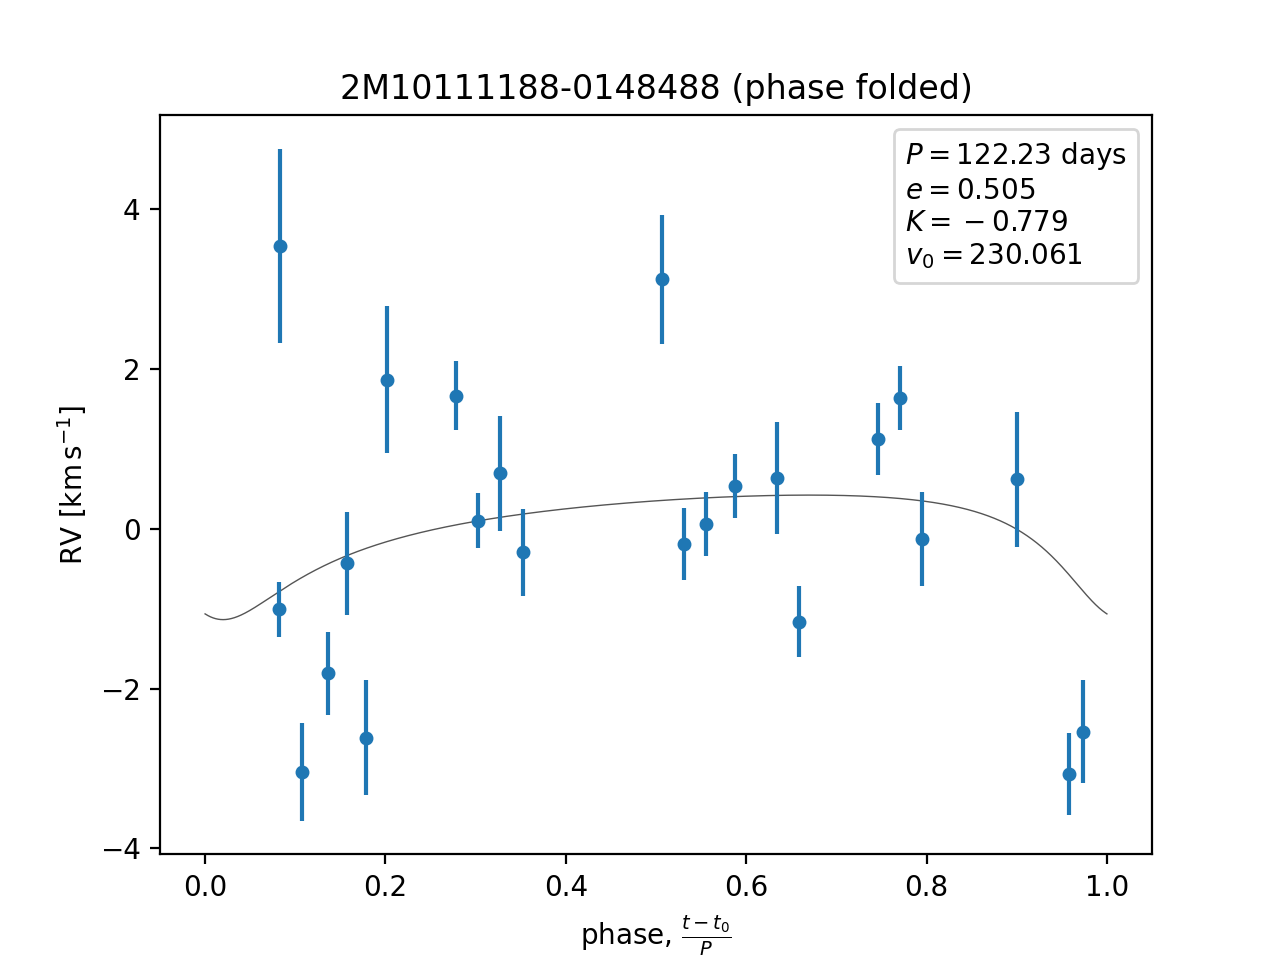 2M10111188-0148488 (phase folded)
P = 122.23 days
e = 0.505
K = −0.779
v₀ = 230.061
RV [km s⁻¹]
4
2
0
−2
−4
0.0 0.2 0.4 0.6 0.8 1.0
phase, (t − t₀)/P